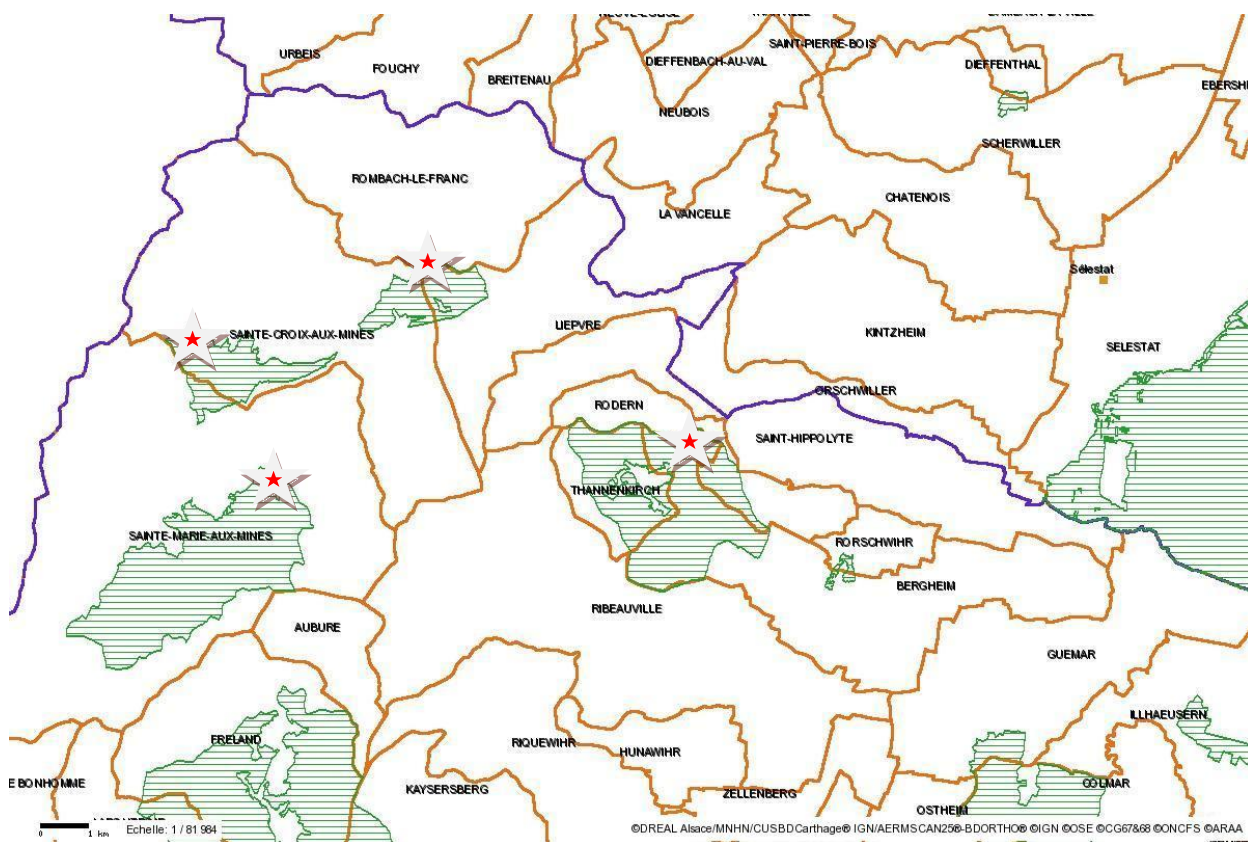 URBEIS
FOUCHY
BREITENAU
DIEFFENBACH-AU-VAL
SAINT-PIERRE-BOIS
DIEFFENTHAL
NEUBOIS
SCHERWILLER
ROMBACH-LE-FRANC
LA VANCELLE
CHATENOIS
Sélestat
SAINTE-CROIX-AUX-MINES
LIEPVRE
KINTZHEIM
SELESTAT
ORSCHWILLER
RODERN
SAINT-HIPPOLYTE
THANNENKIRCH
SAINTE-MARIE-AUX-MINES
RORSCHWIHR
BERGHEIM
RIBEAUVILLE
AUBURE
GUEMAR
ILLHAEUSERN
FRELAND
RIQUEWIHR
HUNAWIHR
E BONHOMME
KAYSERSBERG
ZELLENBERG
COLMAR
OSTHEIM
0 1 km
Echelle: 1 / 81 984
©DREAL Alsace/MNHN/CUSBDCarthage® IGN/AERMSCAN25®-BDORTHO® ©IGN ©OSE ©CG67&68 ©ONCFS ©ARAA